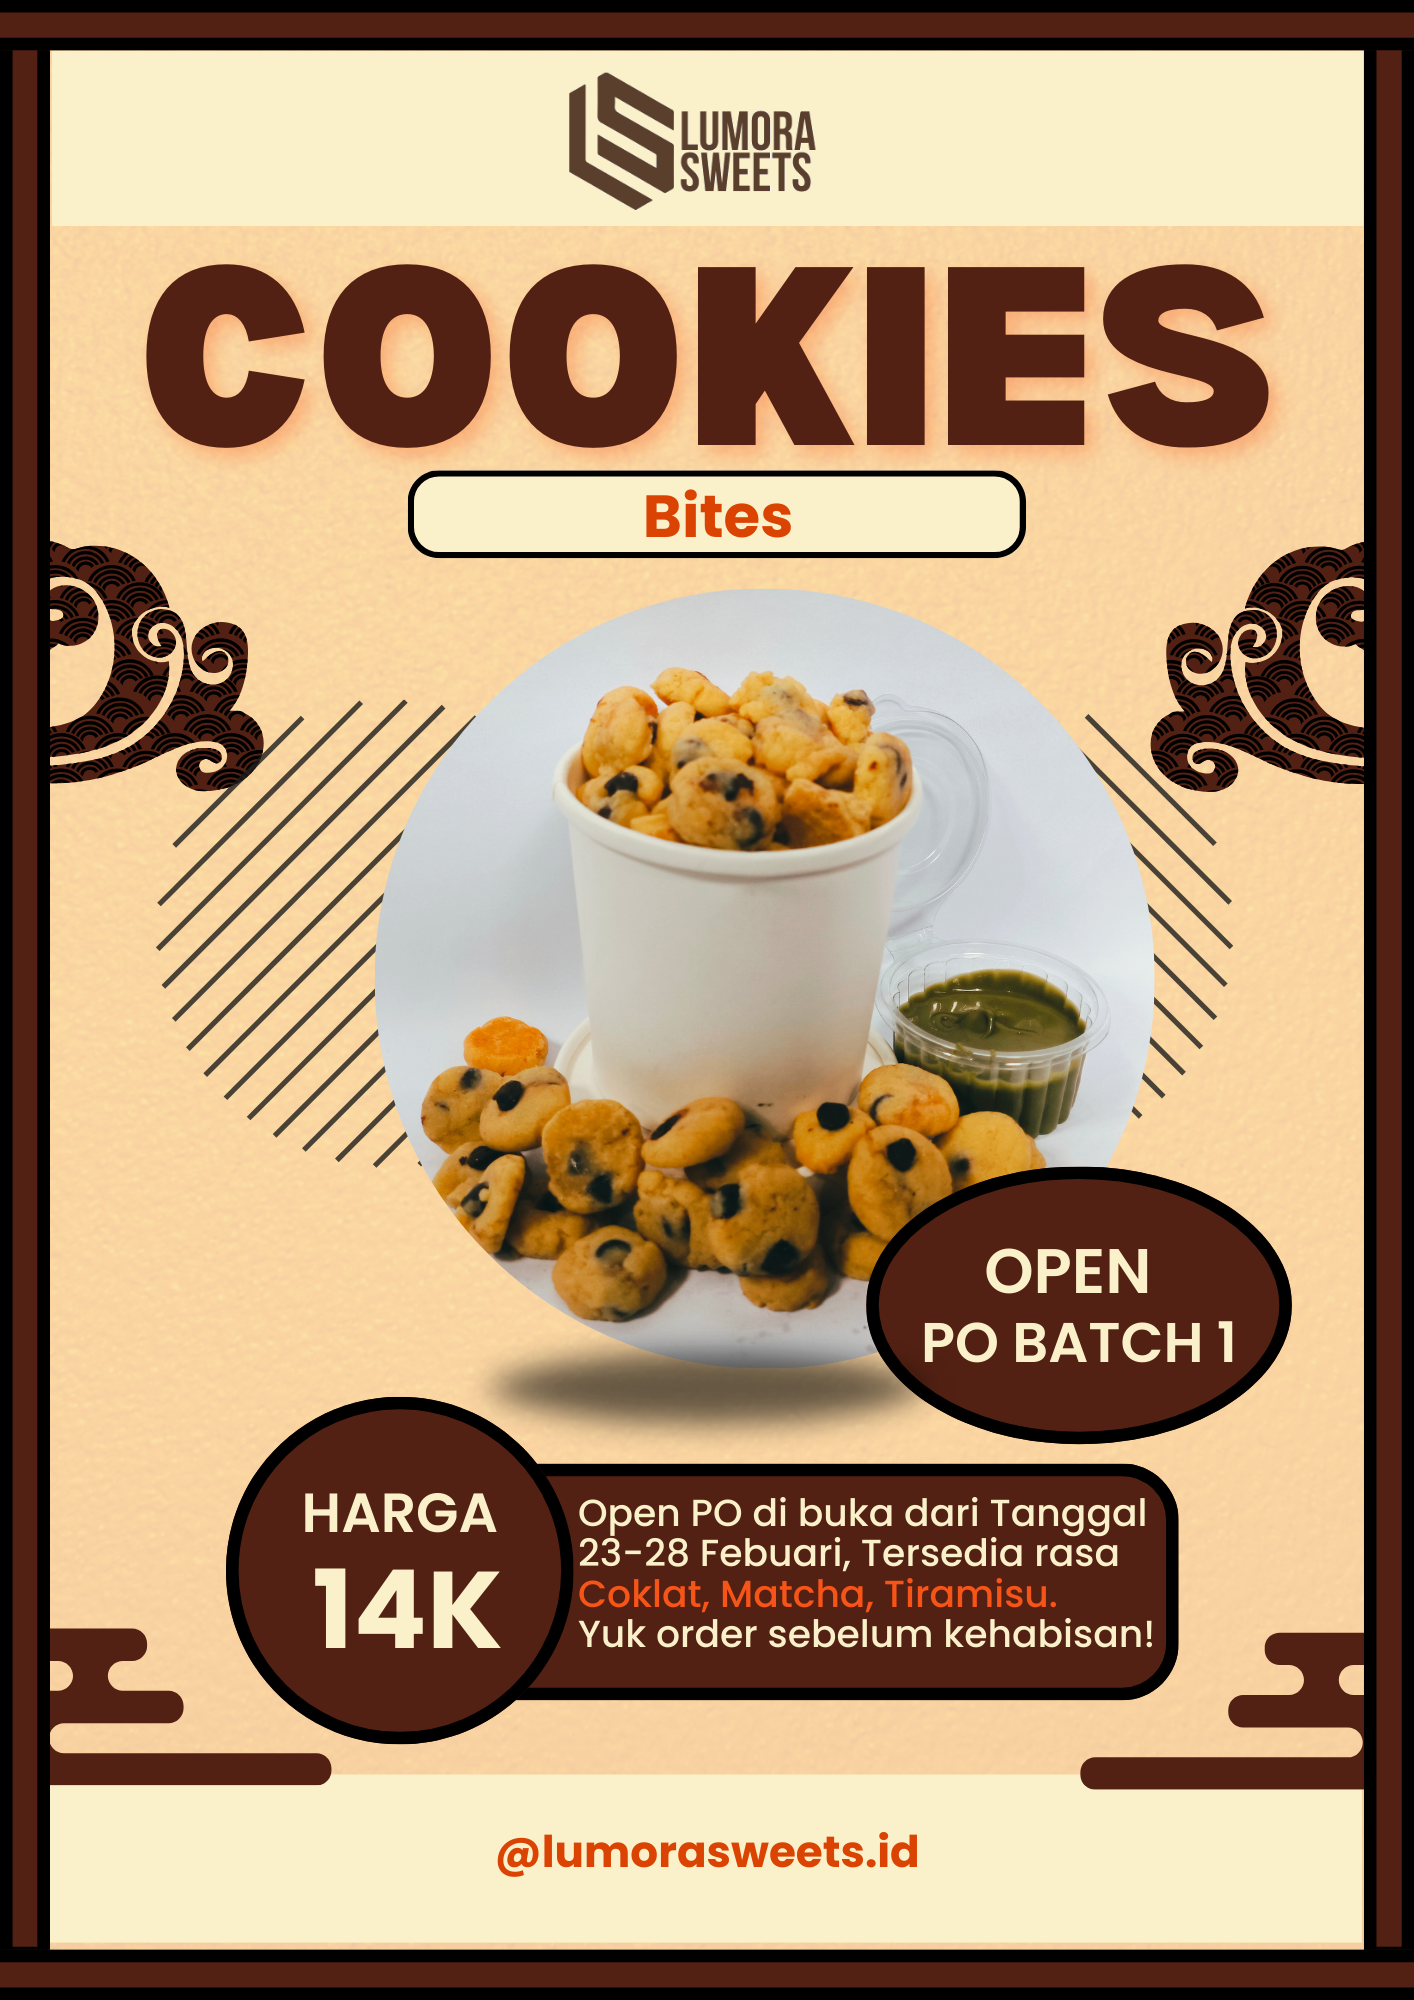 LUMORA
SWEETS
COOKIES
Bites
OPEN
PO BATCH 1
HARGA
14K
Open PO di buka dari Tanggal
23-28 Febuari, Tersedia rasa
Coklat, Matcha, Tiramisu.
Yuk order sebelum kehabisan!
@lumorasweets.id